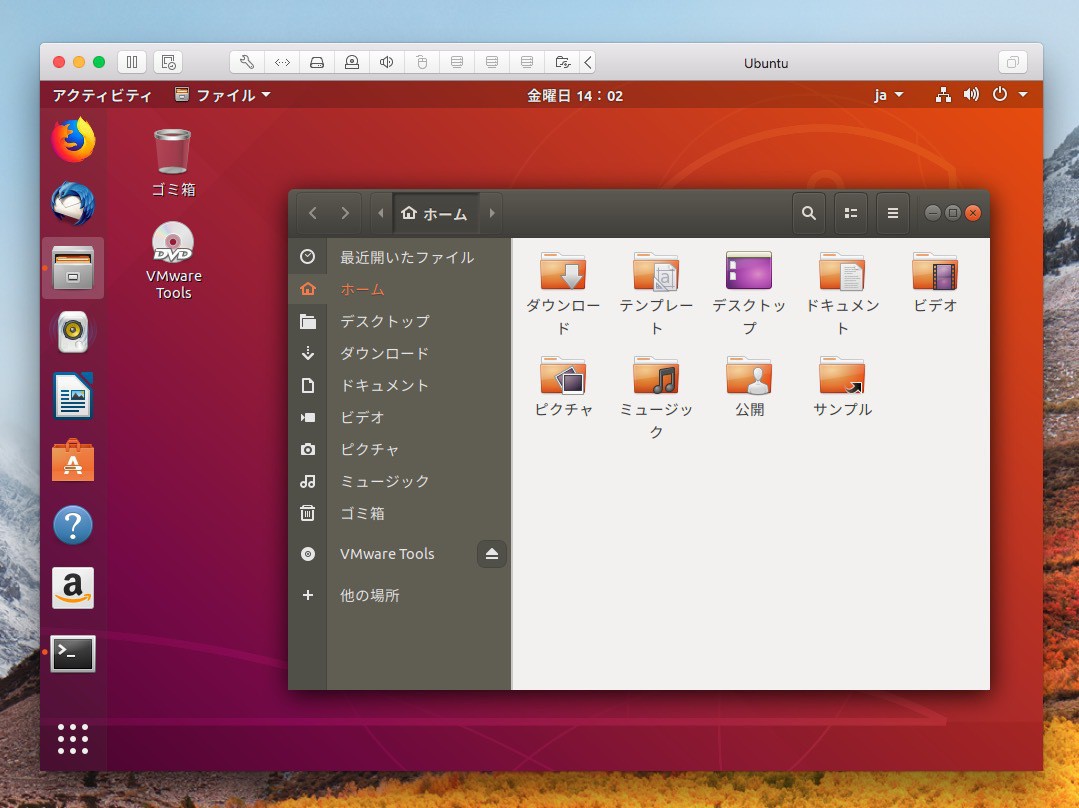 Ubuntu
アクティビティ ファイル 金曜日 14：02 ja
ゴミ箱
DVD
VMware
Tools
ホーム
最近開いたファイル
ホーム
デスクトップ
ダウンロード
ドキュメント
ビデオ
ピクチャ
ミュージック
ゴミ箱
VMware Tools
他の場所
ダウンロー
ド
テンプレー
ト
デスクトッ
プ
ドキュメン
ト
ビデオ
ピクチャ
ミュージッ
ク
公開
サンプル